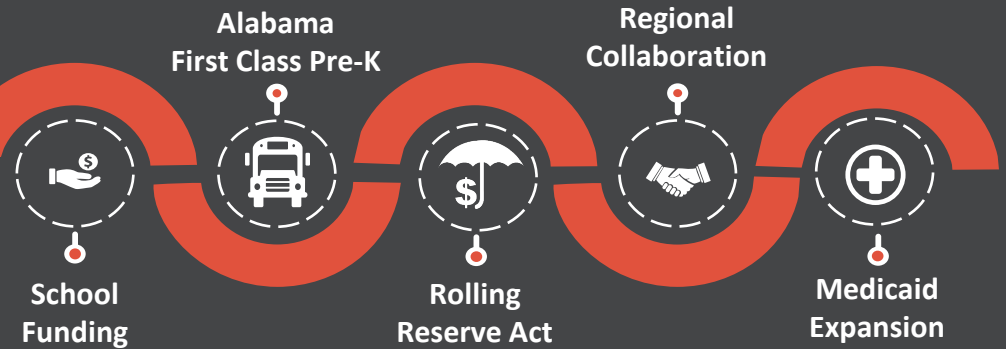 School
Funding
Alabama
First Class Pre-K
Rolling
Reserve Act
Regional
Collaboration
Medicaid
Expansion
$
$